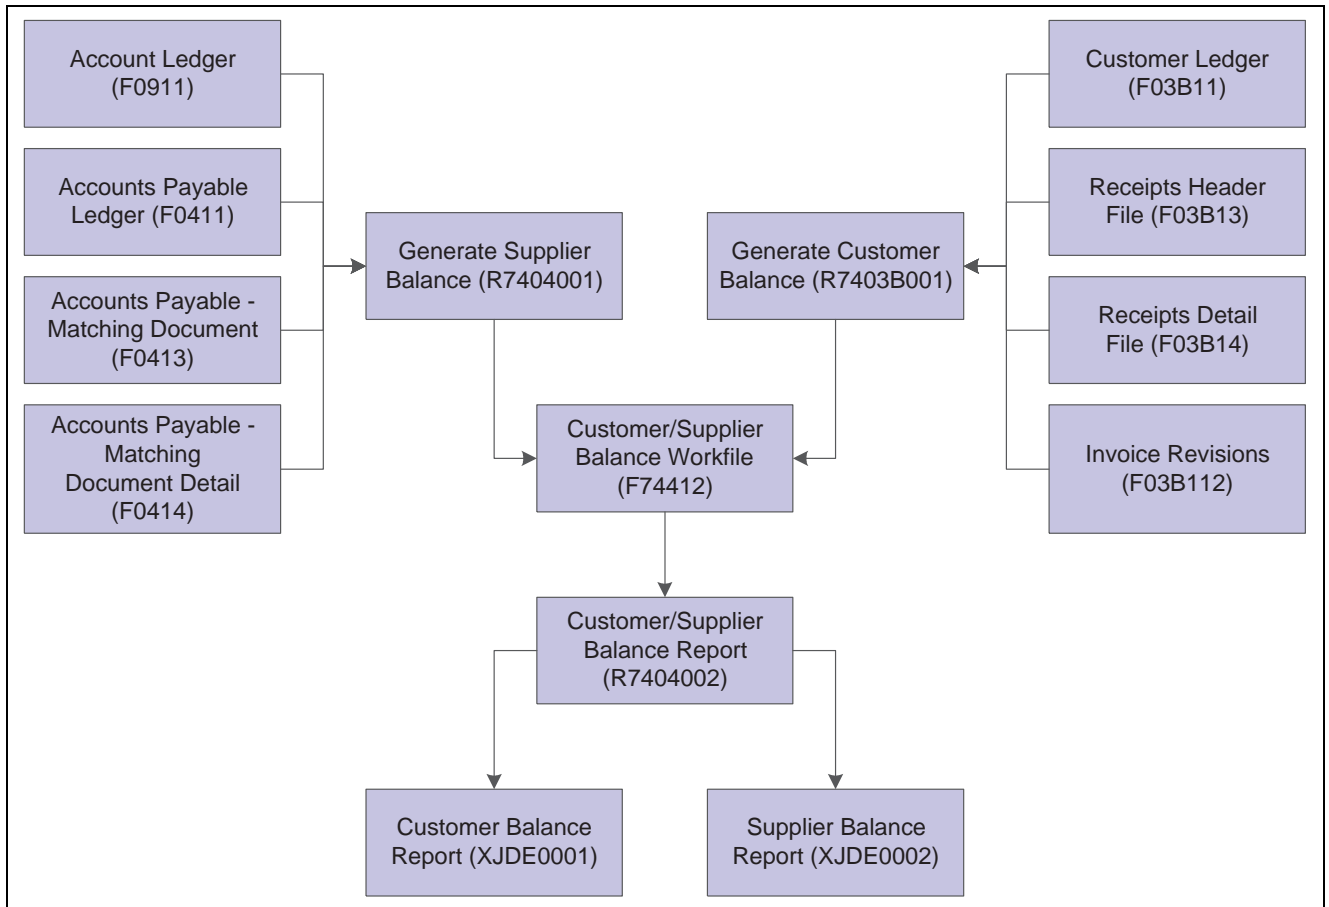 Account Ledger
(F0911)
Accounts Payable
Ledger (F0411)
Accounts Payable -
Matching Document
(F0413)
Accounts Payable -
Matching
Document Detail
(F0414)
Generate Supplier
Balance (R7404001)
Generate Customer
Balance (R7403B001)
Customer Ledger
(F03B11)
Receipts Header
File (F03B13)
Receipts Detail
File (F03B14)
Invoice Revisions
(F03B112)
Customer/Supplier
Balance Workfile
(F74412)
Customer/Supplier
Balance Report
(R7404002)
Customer Balance
Report (XJDE0001)
Supplier Balance
Report (XJDE0002)